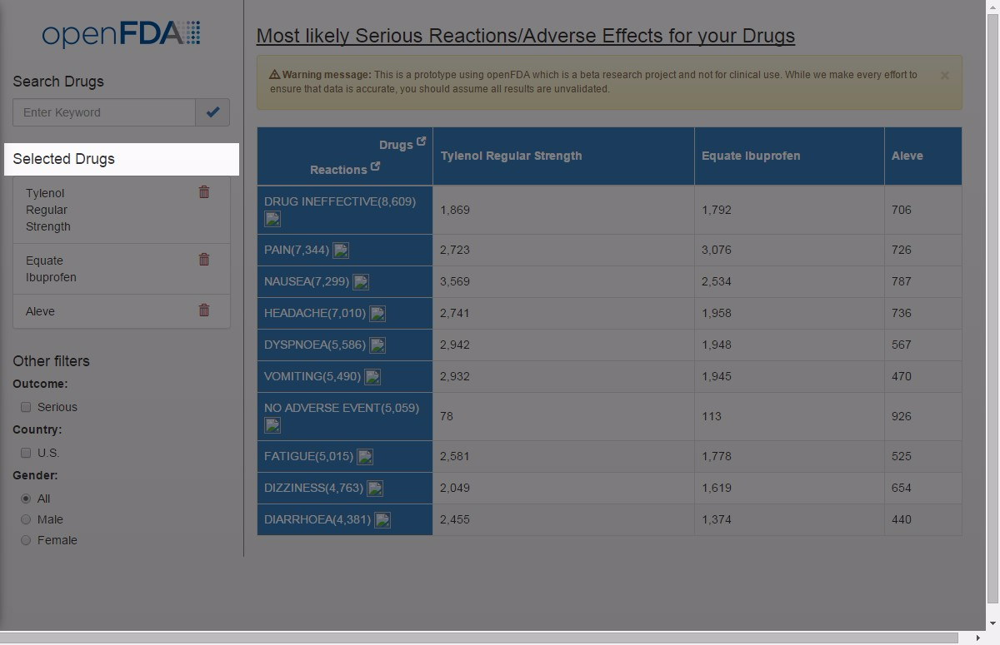 openFDA
Search Drugs
Enter Keyword
Selected Drugs
Tylenol
Regular
Strength
Equate
Ibuprofen
Aleve
Other filters
Outcome:
Serious
Country:
U.S.
Gender:
All
Male
Female
Most likely Serious Reactions/Adverse Effects for your Drugs
Warning message: This is a prototype using openFDA which is a beta research project and not for clinical use. While we make every effort to
ensure that data is accurate, you should assume all results are unvalidated.
×
Drugs
Reactions
Tylenol Regular Strength
Equate Ibuprofen
Aleve
DRUG INEFFECTIVE(8,609)
1,869
1,792
706
PAIN(7,344)
2,723
3,076
726
NAUSEA(7,299)
3,569
2,534
787
HEADACHE(7,010)
2,741
1,958
736
DYSPNOEA(5,586)
2,942
1,948
567
VOMITING(5,490)
2,932
1,945
470
NO ADVERSE EVENT(5,059)
78
113
926
FATIGUE(5,015)
2,581
1,778
525
DIZZINESS(4,763)
2,049
1,619
654
DIARRHOEA(4,381)
2,455
1,374
440